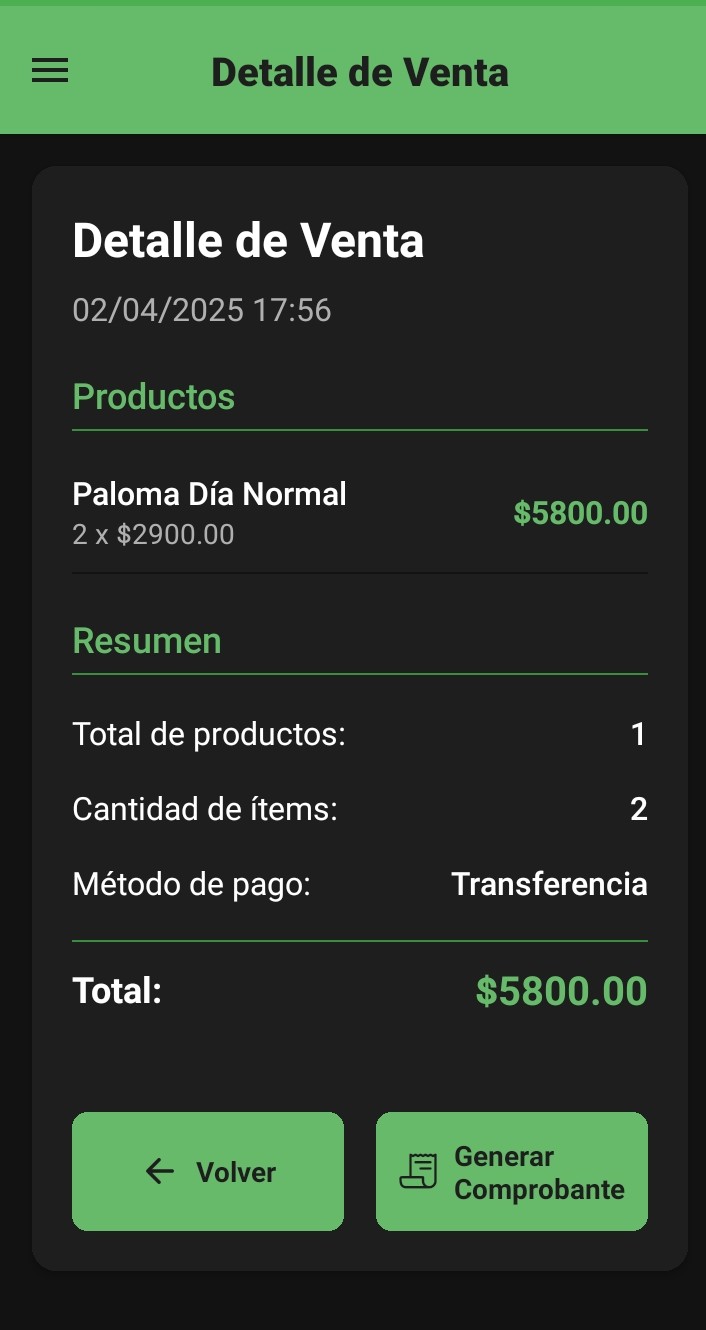 Detalle de Venta
Detalle de Venta
02/04/2025 17:56
Productos
Paloma Día Normal
2 x $2900.00
$5800.00
Resumen
Total de productos: 1
Cantidad de ítems: 2
Método de pago: Transferencia
Total: $5800.00
Volver
Generar
Comprobante